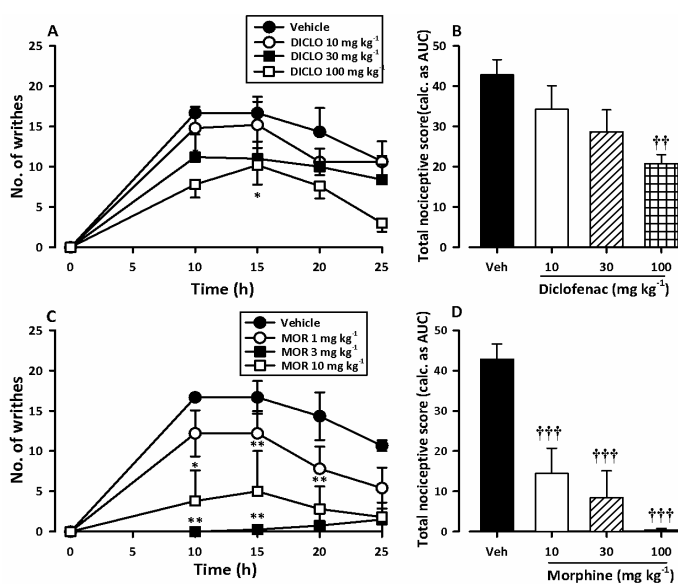 A
Vehicle
DICLO 10 mg kg-1
DICLO 30 mg kg-1
DICLO 100 mg kg-1
No. of writhes
25
20
15
10
5
0
*
0 5 10 15 20 25
Time (h)
B
Total nociceptive score(calc. as AUC)
50
40
30
20
10
0
††
Veh 10 30 100
Diclofenac (mg kg-1)
C
Vehicle
MOR 1 mg kg-1
MOR 3 mg kg-1
MOR 10 mg kg-1
No. of writhes
25
20
15
10
5
0
**
*
**
**
**
0 5 10 15 20 25
Time (h)
D
Total nociceptive score (calc. as AUC)
50
40
30
20
10
0
†††
†††
†††
Veh 10 30 100
Morphine (mg kg-1)